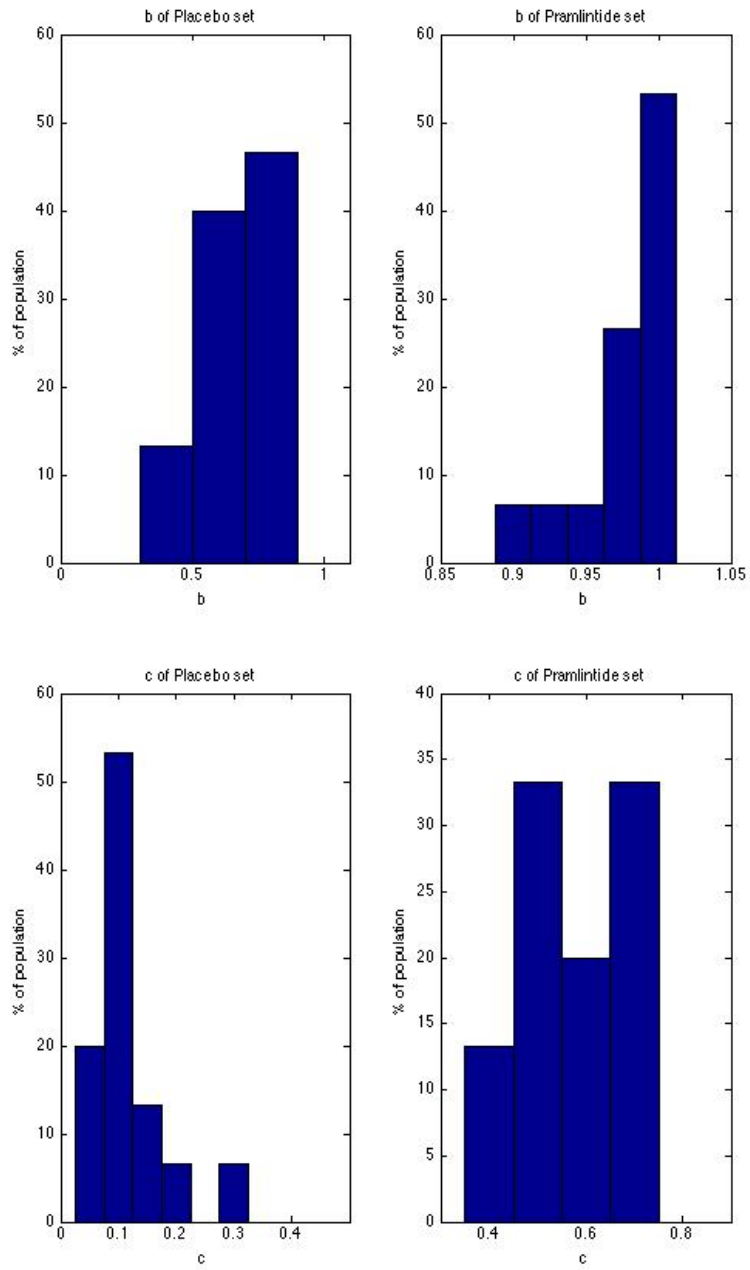 b of Placebo set
60
50
40
30
20
10
0
% of population
0 0.5 1
b
b of Pramlintide set
60
50
40
30
20
10
0
% of population
0.85 0.9 0.95 1 1.05
b
c of Placebo set
60
50
40
30
20
10
0
% of population
0 0.1 0.2 0.3 0.4
c
c of Pramlintide set
40
35
30
25
20
15
10
5
0
% of population
0.4 0.6 0.8
c